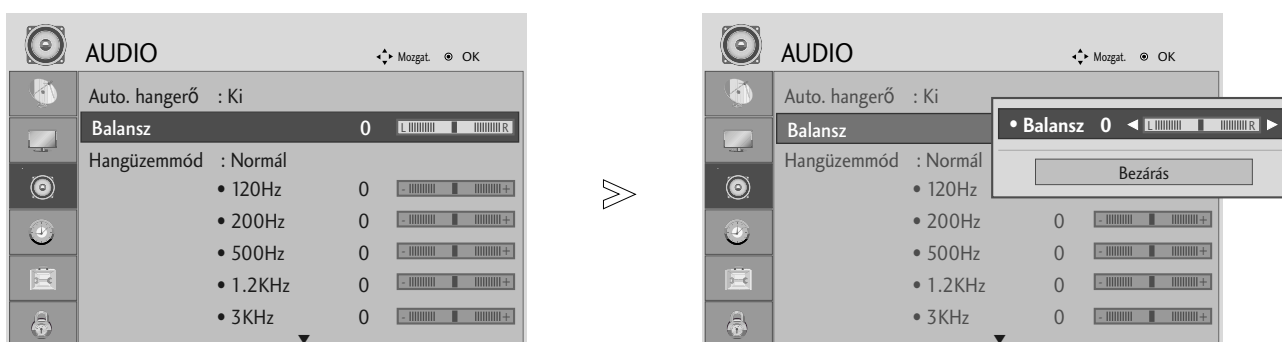 AUDIO Mozgat. OK
Auto. hangerő : Ki
Balansz 0 L R
Hangüzemmód : Normál
• 120Hz 0 - +
• 200Hz 0 - +
• 500Hz 0 - +
• 1.2KHz 0 - +
• 3KHz 0 - +
AUDIO Mozgat. OK
Auto. hangerő : Ki
Balansz
• Balansz 0 L R
Bezárás
Hangüzemmód : Normál
• 120Hz
• 200Hz 0 - +
• 500Hz 0 - +
• 1.2KHz 0 - +
• 3KHz 0 - +